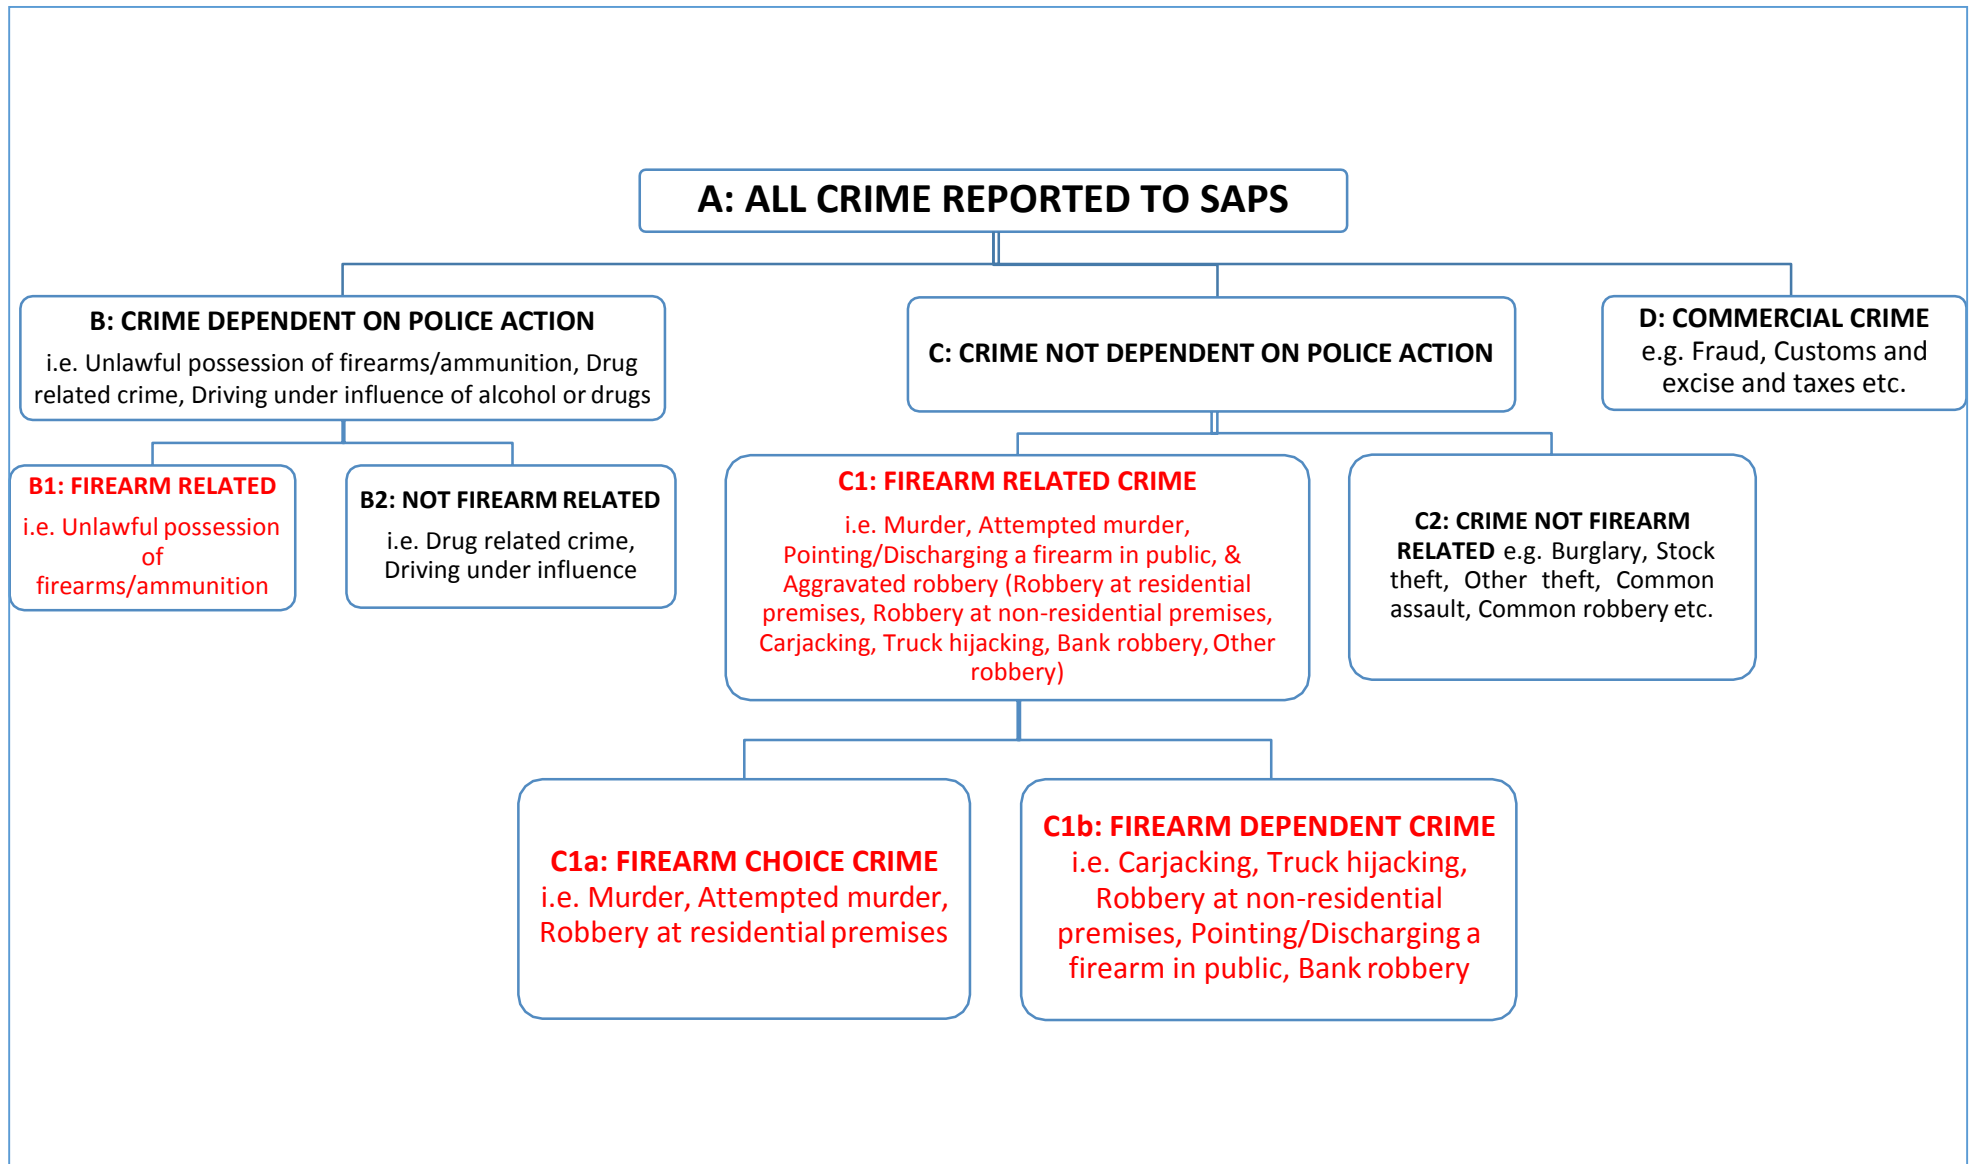 A: ALL CRIME REPORTED TO SAPS
B: CRIME DEPENDENT ON POLICE ACTION
i.e. Unlawful possession of firearms/ammunition, Drug
related crime, Driving under influence of alcohol or drugs
C: CRIME NOT DEPENDENT ON POLICE ACTION
D: COMMERCIAL CRIME
e.g. Fraud, Customs and
excise and taxes etc.
B1: FIREARM RELATED
i.e. Unlawful possession
of
firearms/ammunition
B2: NOT FIREARM RELATED
i.e. Drug related crime,
Driving under influence
C1: FIREARM RELATED CRIME
i.e. Murder, Attempted murder,
Pointing/Discharging a firearm in public, &
Aggravated robbery (Robbery at residential
premises, Robbery at non-residential premises,
Carjacking, Truck hijacking, Bank robbery, Other
robbery)
C2: CRIME NOT FIREARM
RELATED e.g. Burglary, Stock
theft, Other theft, Common
assault, Common robbery etc.
C1a: FIREARM CHOICE CRIME
i.e. Murder, Attempted murder,
Robbery at residential premises
C1b: FIREARM DEPENDENT CRIME
i.e. Carjacking, Truck hijacking,
Robbery at non-residential
premises, Pointing/Discharging a
firearm in public, Bank robbery